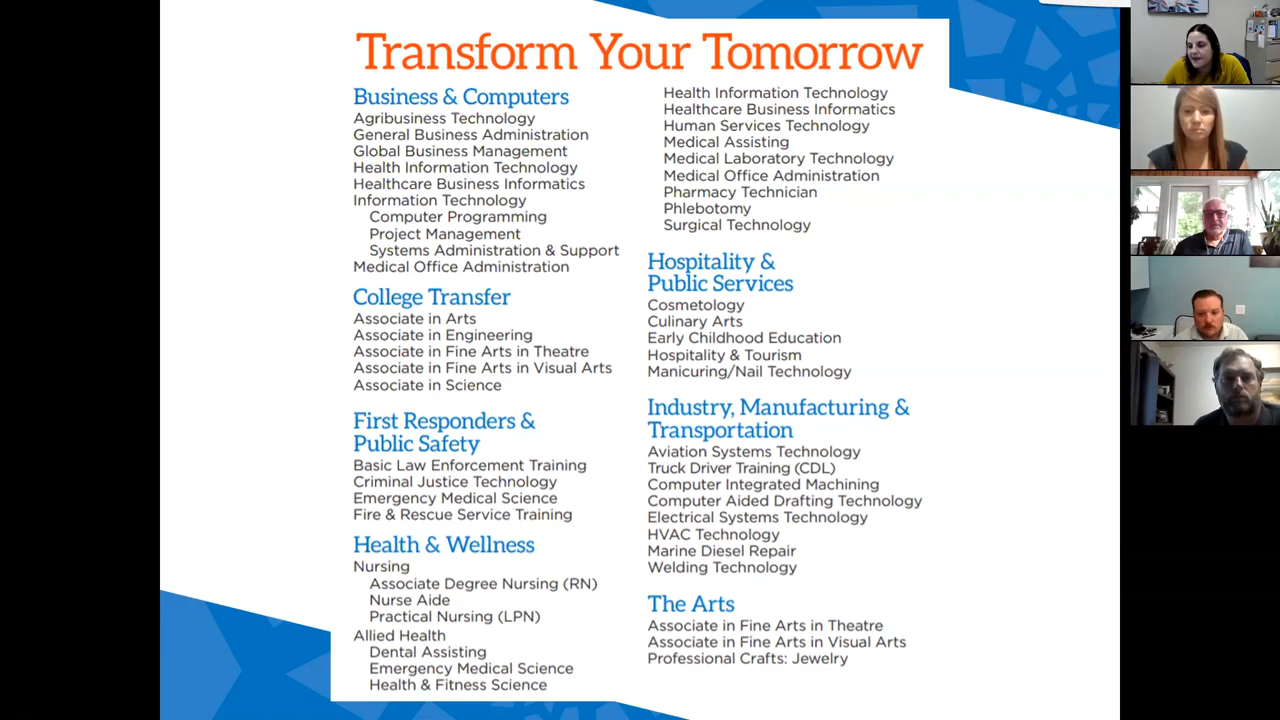 Transform Your Tomorrow
Business & Computers
Agribusiness Technology
General Business Administration
Global Business Management
Health Information Technology
Healthcare Business Informatics
Information Technology
Computer Programming
Project Management
Systems Administration & Support
Medical Office Administration
College Transfer
Associate in Arts
Associate in Engineering
Associate in Fine Arts in Theatre
Associate in Fine Arts in Visual Arts
Associate in Science
First Responders &
Public Safety
Basic Law Enforcement Training
Criminal Justice Technology
Emergency Medical Science
Fire & Rescue Service Training
Health & Wellness
Nursing
Associate Degree Nursing (RN)
Nurse Aide
Practical Nursing (LPN)
Allied Health
Dental Assisting
Emergency Medical Science
Health & Fitness Science
Health Information Technology
Healthcare Business Informatics
Human Services Technology
Medical Assisting
Medical Laboratory Technology
Medical Office Administration
Pharmacy Technician
Phlebotomy
Surgical Technology
Hospitality &
Public Services
Cosmetology
Culinary Arts
Early Childhood Education
Hospitality & Tourism
Manicuring/Nail Technology
Industry, Manufacturing &
Transportation
Aviation Systems Technology
Truck Driver Training (CDL)
Computer Integrated Machining
Computer Aided Drafting Technology
Electrical Systems Technology
HVAC Technology
Marine Diesel Repair
Welding Technology
The Arts
Associate in Fine Arts in Theatre
Associate in Fine Arts in Visual Arts
Professional Crafts: Jewelry